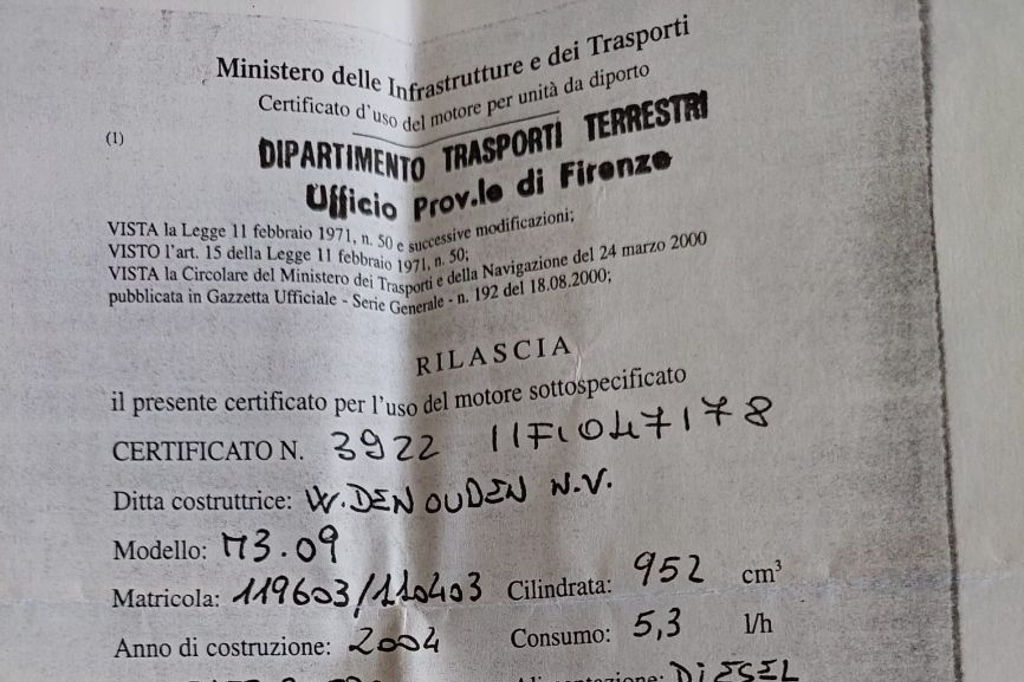 Ministero delle Infrastrutture e dei Trasporti
Certificato d'uso del motore per unità da diporto
(1)
DIPARTIMENTO TRASPORTI TERRESTRI
Ufficio Prov.le di Firenze
VISTA la Legge 11 febbraio 1971, n. 50 e successive modificazioni;
VISTO l'art. 15 della Legge 11 febbraio 1971, n. 50;
VISTA la Circolare del Ministero dei Trasporti e della Navigazione del 24 marzo 2000
pubblicata in Gazzetta Ufficiale - Serie Generale - n. 192 del 18.08.2000;
RILASCIA
il presente certificato per l'uso del motore sottospecificato
CERTIFICATO N. 3922 11FI047178
Ditta costruttrice: W.DEN OUDEN N.V.
Modello: M3.09
Matricola: 119603/110403 Cilindrata: 952 cm³
Anno di costruzione: 2004 Consumo: 5,3 l/h
Alimentazione: DIESEL